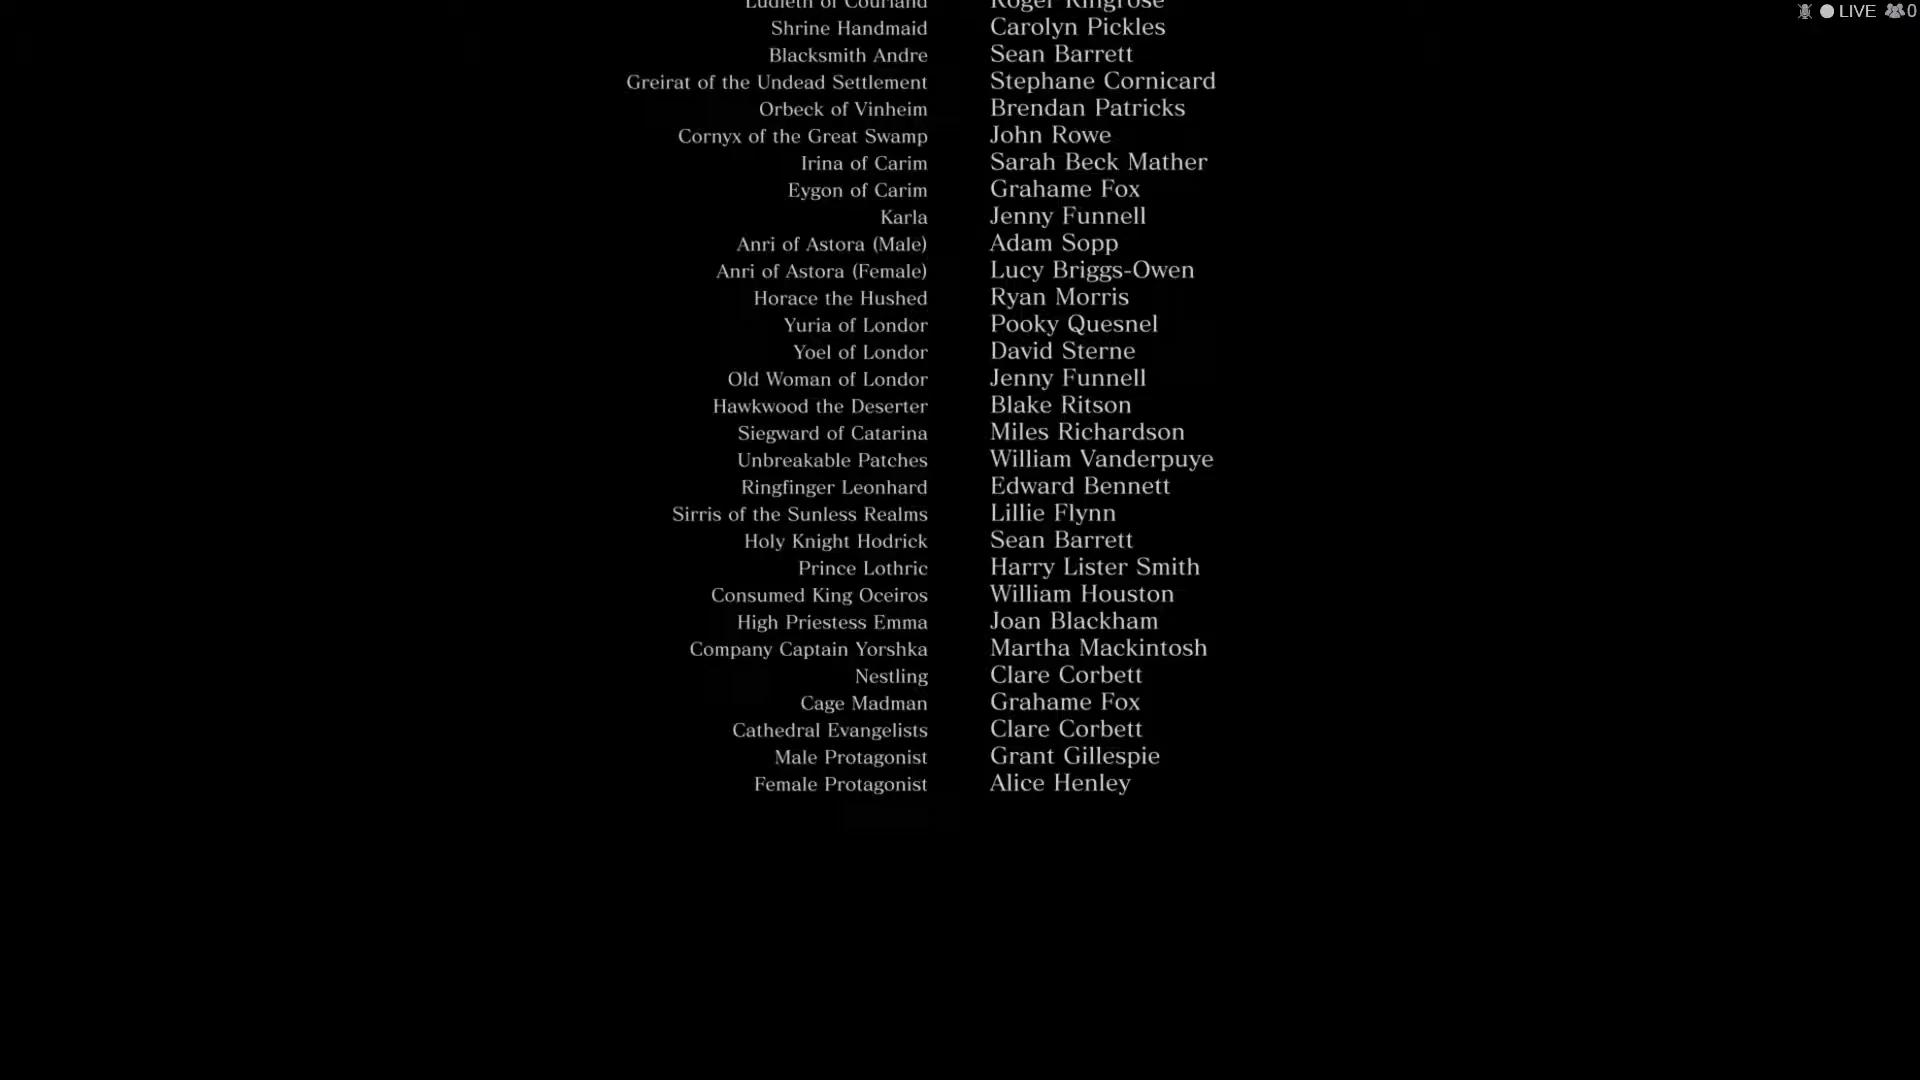 LIVE 0
Ludleth of Courland Roger Ringrose
Shrine Handmaid Carolyn Pickles
Blacksmith Andre Sean Barrett
Greirat of the Undead Settlement Stephane Cornicard
Orbeck of Vinheim Brendan Patricks
Cornyx of the Great Swamp John Rowe
Irina of Carim Sarah Beck Mather
Eygon of Carim Grahame Fox
Karla Jenny Funnell
Anri of Astora (Male) Adam Sopp
Anri of Astora (Female) Lucy Briggs-Owen
Horace the Hushed Ryan Morris
Yuria of Londor Pooky Quesnel
Yoel of Londor David Sterne
Old Woman of Londor Jenny Funnell
Hawkwood the Deserter Blake Ritson
Siegward of Catarina Miles Richardson
Unbreakable Patches William Vanderpuye
Ringfinger Leonhard Edward Bennett
Sirris of the Sunless Realms Lillie Flynn
Holy Knight Hodrick Sean Barrett
Prince Lothric Harry Lister Smith
Consumed King Oceiros William Houston
High Priestess Emma Joan Blackham
Company Captain Yorshka Martha Mackintosh
Nestling Clare Corbett
Cage Madman Grahame Fox
Cathedral Evangelists Clare Corbett
Male Protagonist Grant Gillespie
Female Protagonist Alice Henley